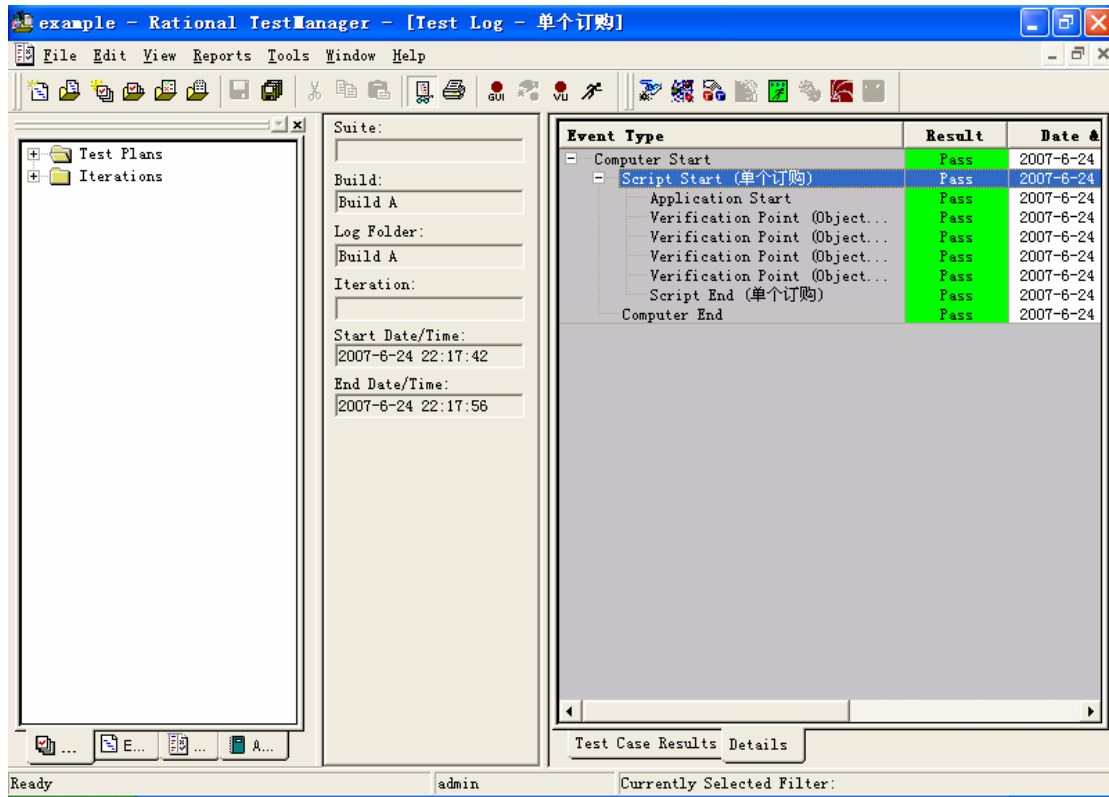 example - Rational TestManager - [Test Log - 单个订购]
File Edit View Reports Tools Window Help
GUI VU
Test Plans
Iterations
Suite:
Build:
Build A
Log Folder:
Build A
Iteration:
Start Date/Time:
2007-6-24 22:17:42
End Date/Time:
2007-6-24 22:17:56
Event Type Result Date &
Computer Start Pass 2007-6-24
Script Start (单个订购) Pass 2007-6-24
Application Start Pass 2007-6-24
Verification Point (Object... Pass 2007-6-24
Verification Point (Object... Pass 2007-6-24
Verification Point (Object... Pass 2007-6-24
Verification Point (Object... Pass 2007-6-24
Script End (单个订购) Pass 2007-6-24
Computer End Pass 2007-6-24
... E... ... A...
Test Case Results Details
Ready admin Currently Selected Filter: